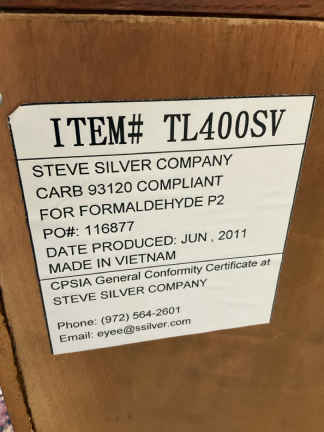 ITEM# TL400SV
STEVE SILVER COMPANY
CARB 93120 COMPLIANT
FOR FORMALDEHYDE P2
PO#: 116877
DATE PRODUCED: JUN , 2011
MADE IN VIETNAM
CPSIA General Conformity Certificate at
STEVE SILVER COMPANY
Phone: (972) 564-2601
Email: eyee@ssilver.com